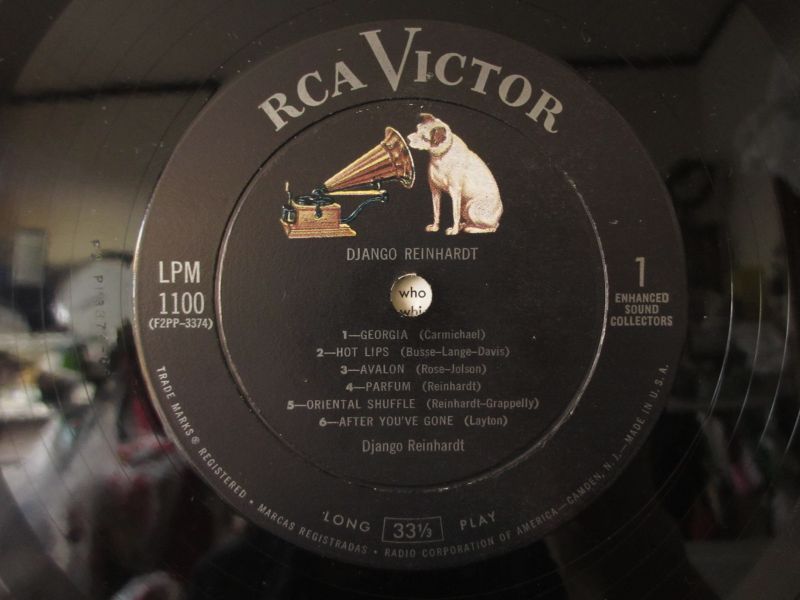 RCA VICTOR
DJANGO REINHARDT
LPM
1100
(F2PP-3374)
1
ENHANCED
SOUND
COLLECTORS
who
1—GEORGIA (Carmichael)
2—HOT LIPS (Busse-Lange-Davis)
3—AVALON (Rose-Jolson)
4—PARFUM (Reinhardt)
5—ORIENTAL SHUFFLE (Reinhardt-Grappelly)
6—AFTER YOU'VE GONE (Layton)
Django Reinhardt
LONG 33⅓ PLAY
TRADE MARKS ® REGISTERED • MARCAS REGISTRADAS • RADIO CORPORATION OF AMERICA—CAMDEN, N.J.—MADE IN U.S.A.